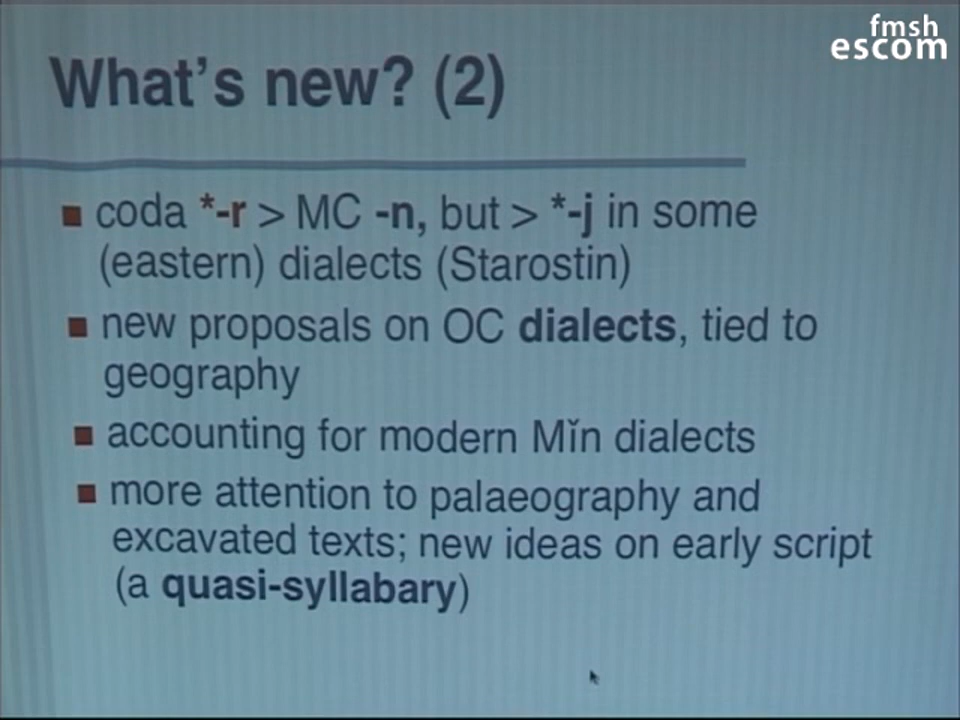 fmsh
escom
What's new? (2)
■ coda *-r > MC -n, but > *-j in some
(eastern) dialects (Starostin)
■ new proposals on OC dialects, tied to
geography
■ accounting for modern Mǐn dialects
■ more attention to palaeography and
excavated texts; new ideas on early script
(a quasi-syllabary)